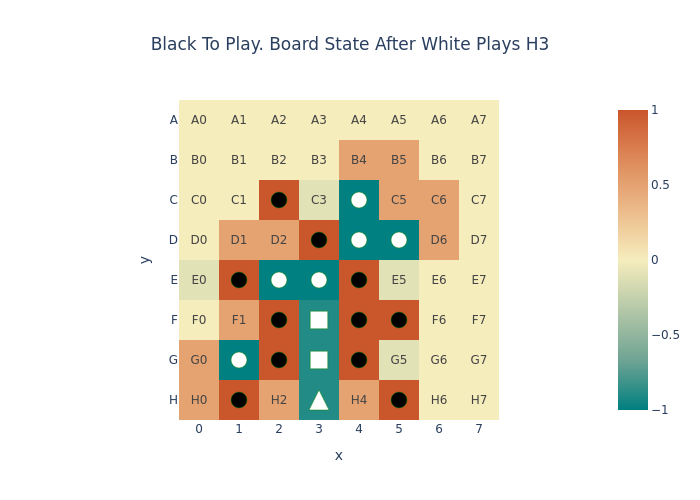 Black To Play. Board State After White Plays H3
A A0 A1 A2 A3 A4 A5 A6 A7
B B0 B1 B2 B3 B4 B5 B6 B7
C C0 C1 C3 C5 C6 C7
D D0 D1 D2 D6 D7
E E0 E5 E6 E7
F F0 F1 F6 F7
G G0 G5 G6 G7
H H0 H2 H4 H6 H7
0 1 2 3 4 5 6 7
x
y
1
0.5
0
−0.5
−1